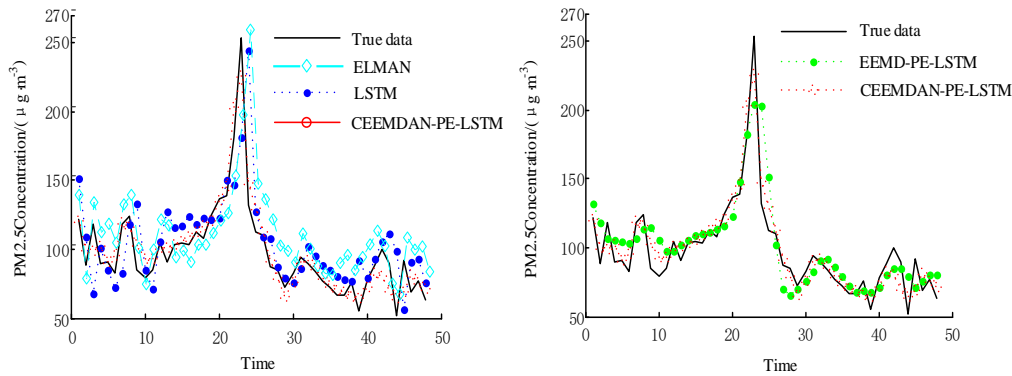 270
250
200
150
100
50
0
10
20
30
40
50
PM2.5Concentration/( μg·m-3)
Time
True data
ELMAN
LSTM
CEEMDAN-PE-LSTM
270
250
200
150
100
50
0
10
20
30
40
50
PM2.5Concentration/( μg·m-3)
Time
True data
EEMD-PE-LSTM
CEEMDAN-PE-LSTM